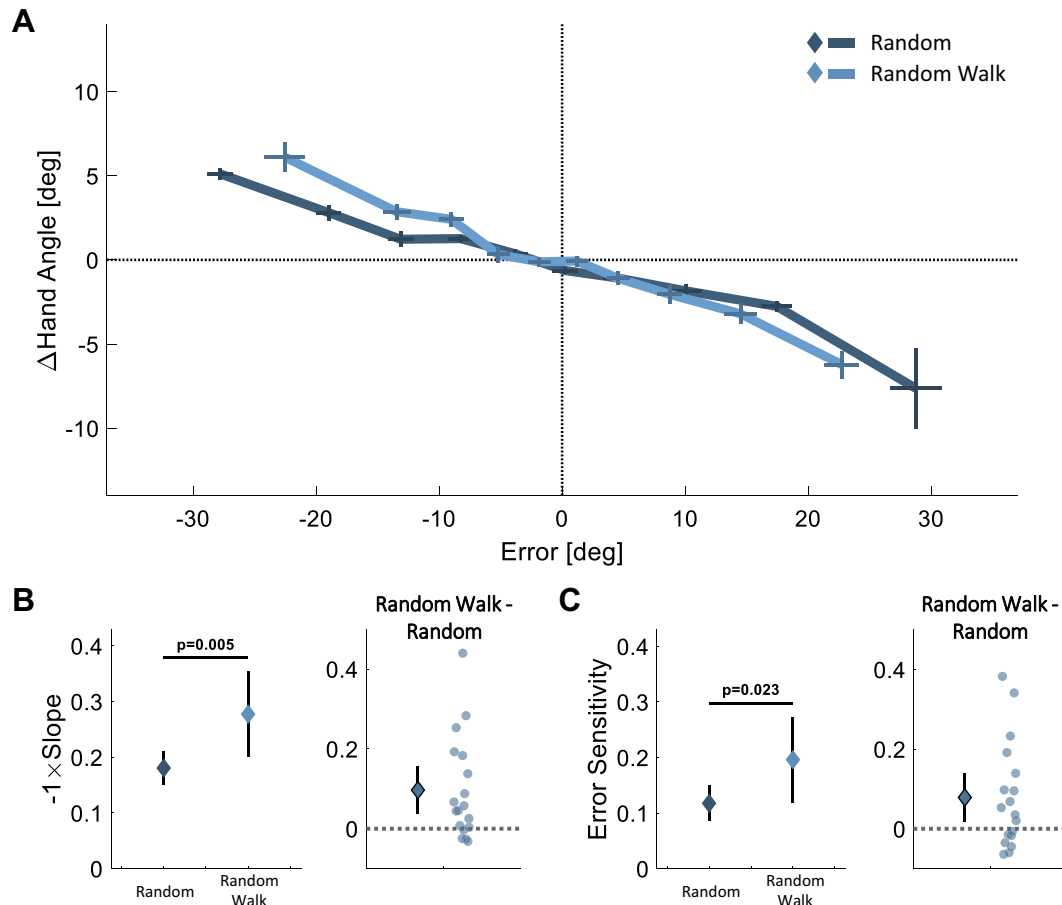 A
Random
Random Walk
ΔHand Angle [deg]
10
5
0
-5
-10
-30
-20
-10
0
10
20
30
Error [deg]
B
-1 ×Slope
0.4
0.3
0.2
0.1
0
p=0.005
Random
Random
Walk
Random Walk -
Random
0.4
0.2
0
C
Error Sensitivity
0.4
0.3
0.2
0.1
0
p=0.023
Random
Random
Walk
Random Walk -
Random
0.4
0.2
0